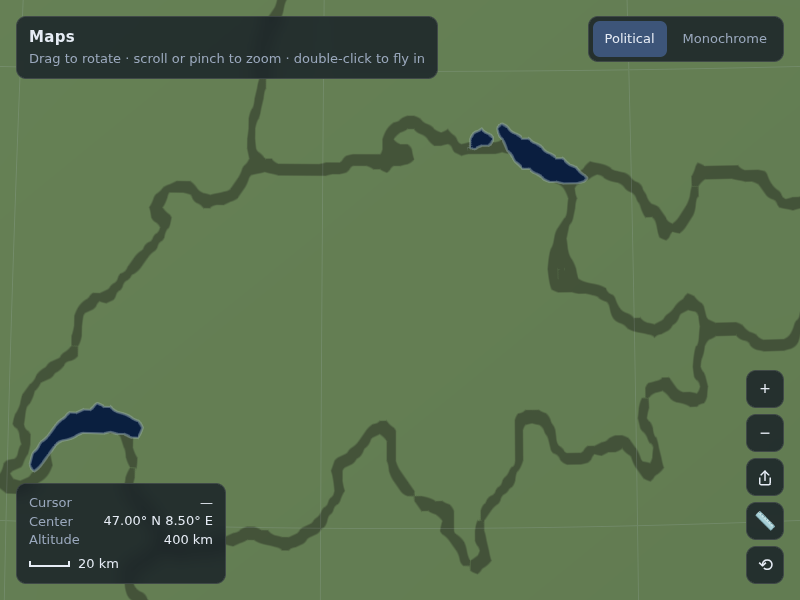 Maps
Drag to rotate · scroll or pinch to zoom · double-click to fly in
Political
Monochrome
+
−
Cursor —
Center 47.00° N 8.50° E
Altitude 400 km
20 km